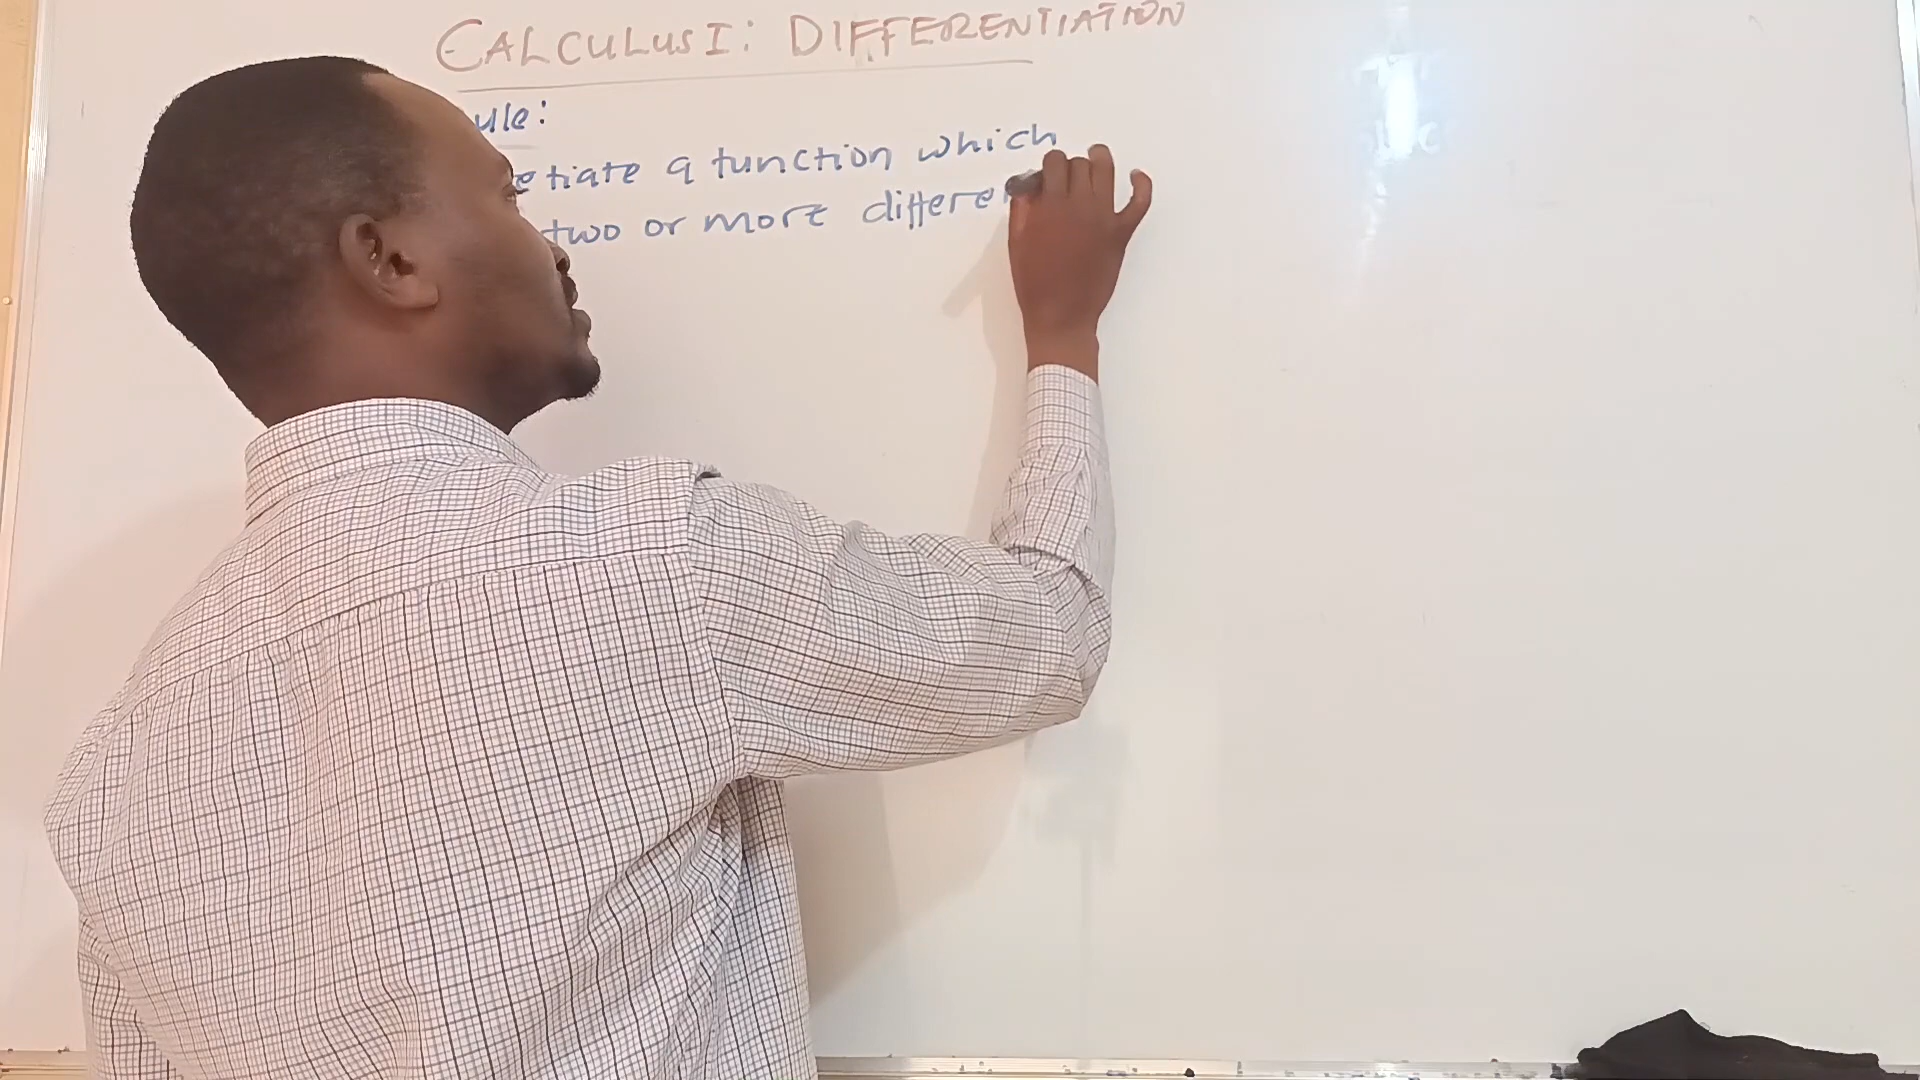 CALCULUS I: DIFFERENTIATION
ule:
etiate a function which
two or more differe